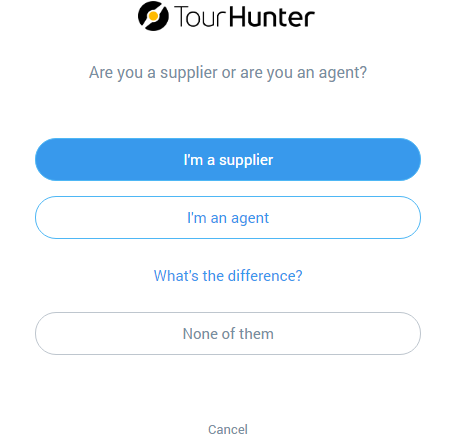 TourHunter
Are you a supplier or are you an agent?
I'm a supplier
I'm an agent
What's the difference?
None of them
Cancel